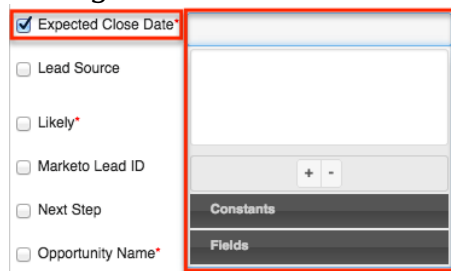 Expected Close Date*
Lead Source
Likely*
Marketo Lead ID
+ -
Next Step
Constants
Opportunity Name*
Fields